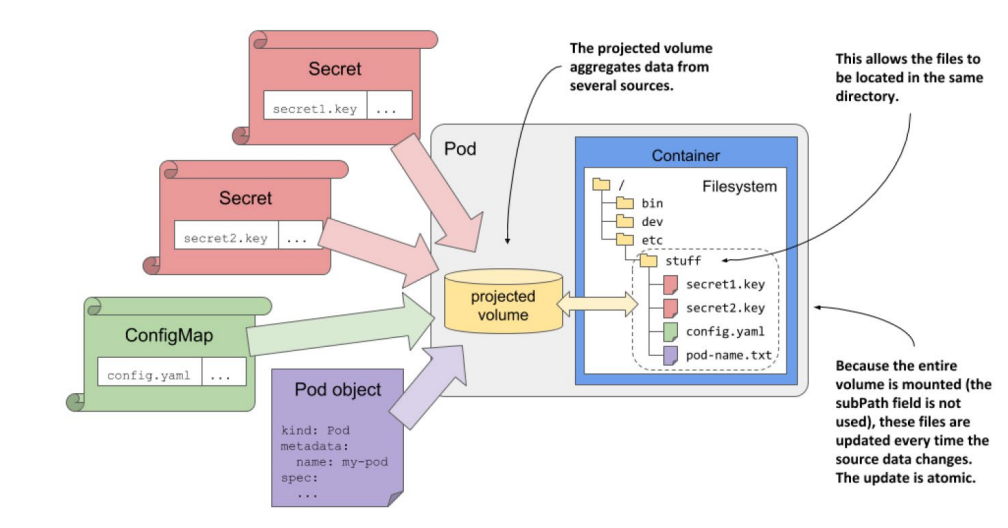 Secret
secret1.key ...
Secret
secret2.key ...
ConfigMap
config.yaml ...
Pod object
kind: Pod
metadata:
  name: my-pod
spec:
  ...
The projected volume
aggregates data from
several sources.
Pod
projected
volume
Container
Filesystem
/
bin
dev
etc
stuff
secret1.key
secret2.key
config.yaml
pod-name.txt
This allows the files to
be located in the same
directory.
Because the entire
volume is mounted (the
subPath field is not
used), these files are
updated every time the
source data changes.
The update is atomic.